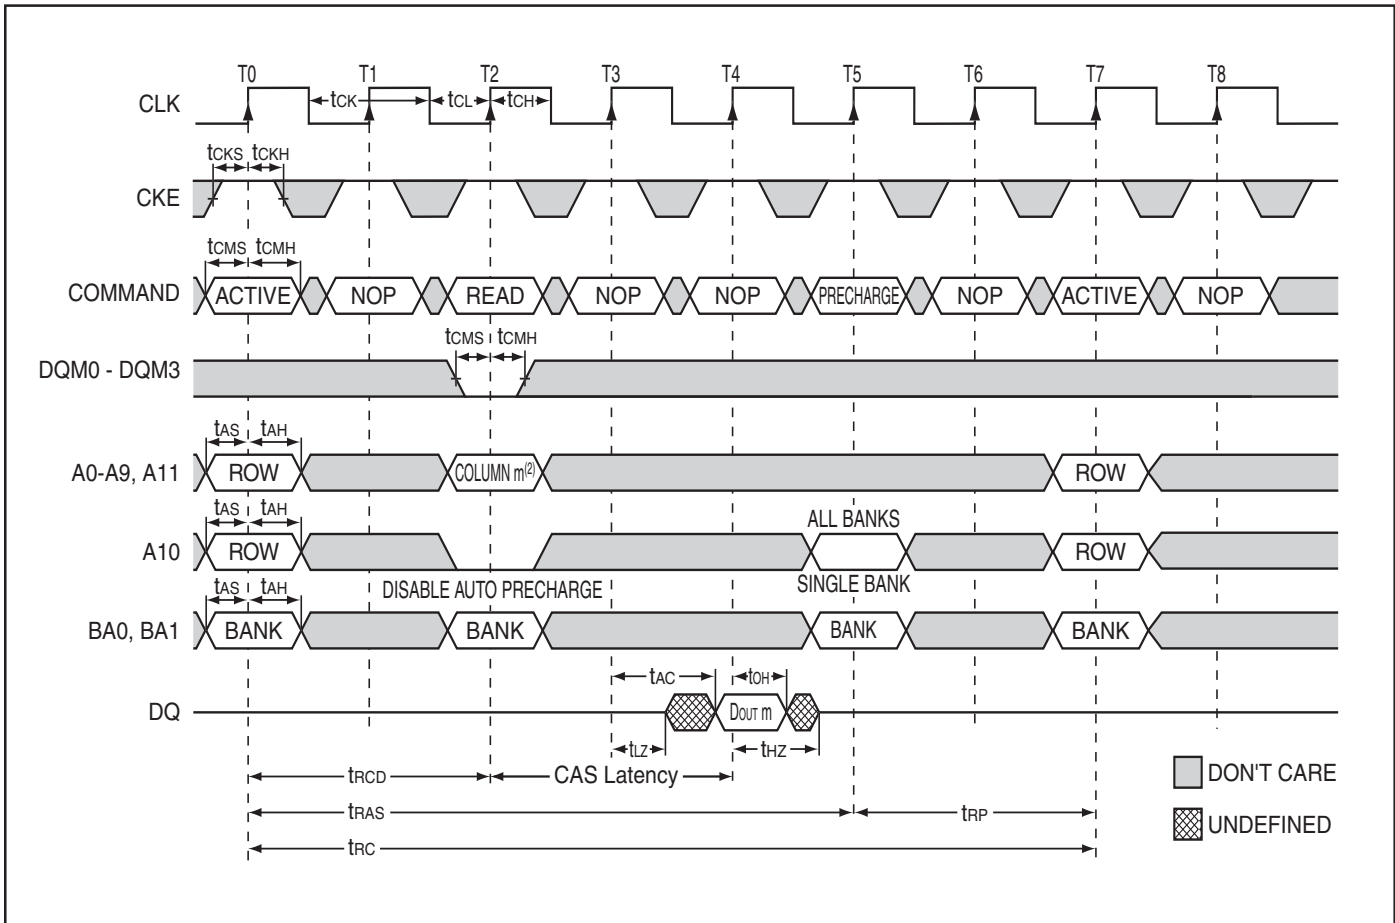 T0 T1 T2 T3 T4 T5 T6 T7 T8
CLK tCK tCL tCH
tCKS tCKH
CKE
tCMS tCMH
COMMAND ACTIVE NOP READ NOP NOP PRECHARGE NOP ACTIVE NOP
tCMS tCMH
DQM0 - DQM3
tAS tAH
A0-A9, A11 ROW COLUMN m(2) ROW
tAS tAH ALL BANKS
A10 ROW ROW
DISABLE AUTO PRECHARGE SINGLE BANK
tAS tAH
BA0, BA1 BANK BANK BANK BANK
tAC tOH
DQ DOUT m
tLZ tHZ
tRCD CAS Latency
DON'T CARE
tRAS tRP
UNDEFINED
tRC